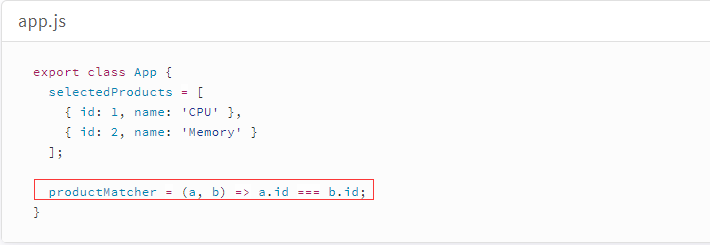 app.js
export class App {
selectedProducts = [
{ id: 1, name: 'CPU' },
{ id: 2, name: 'Memory' }
];
productMatcher = (a, b) => a.id === b.id;
}